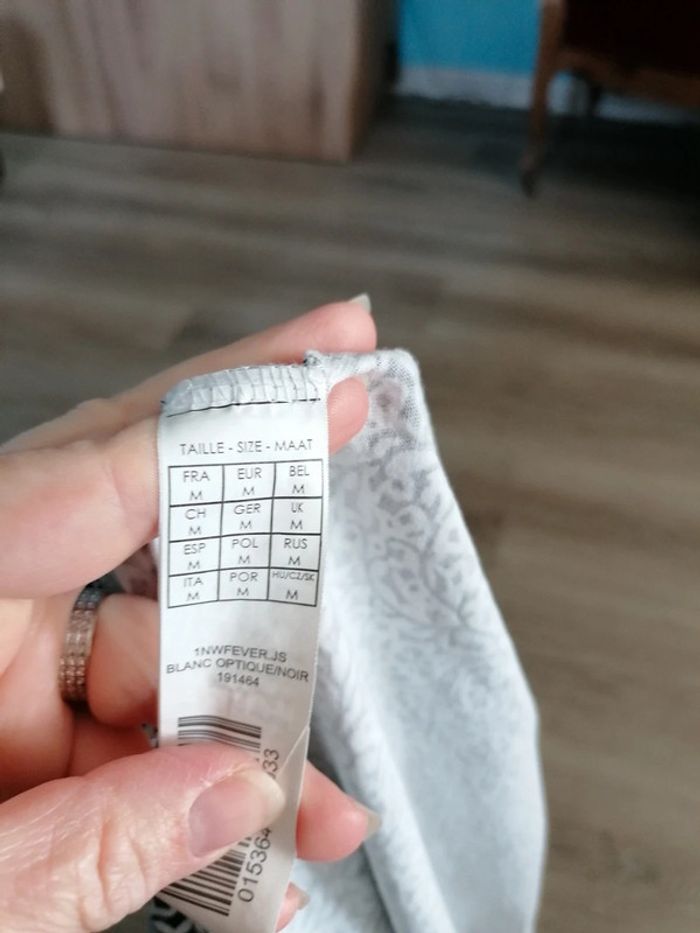 TAILLE - SIZE - MAAT
FRA EUR BEL
M M M
CH GER UK
M M M
ESP POL RUS
M M M
ITA POR HU/CZ/SK
M M M
1NWFEVER.JS
BLANC OPTIQUE/NOIR
191464